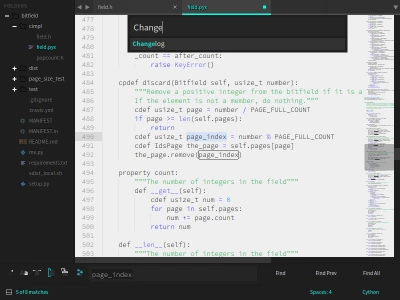 FOLDERS
bitfield
cimpl
field.h
field.pyx
popcount.h
dist
page_size_test
test
.gitignore
.travis.yml
MANIFEST
MANIFEST.in
README.md
rm.py
requirements.txt
setup.py
field.h
field.pyx
Change
Changelog
477
478
480
481 _count == after_count:
482 raise KeyError()
483
484 cpdef discard(Bitfield self, usize_t number):
485 """Remove a positive integer from the bitfield if it is a
486 If the element is not a member, do nothing."""
487 cdef usize_t page = number / PAGE_FULL_COUNT
488 if page >= len(self.pages):
489 return
490 cdef usize_t page_index = number % PAGE_FULL_COUNT
491 cdef IdsPage the_page = self.pages[page]
492 the_page.remove(page_index)
493
494 property count:
495 """The number of integers in the field"""
496 def __get__(self):
497 cdef usize_t num = 0
498 for page in self.pages:
499 num += page.count
500 return num
501
502 def __len__(self):
503 """The number of integers in the field"""
page_index
Find
Find Prev
Find All
5 of 8 matches
Spaces: 4
Cython